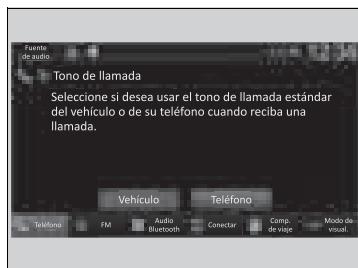 Fuente
de audio
Tono de llamada
Seleccione si desea usar el tono de llamada estándar
del vehículo o de su teléfono cuando reciba una
llamada.
Vehículo Teléfono
Teléfono FM Audio Bluetooth Conectar Comp. de viaje Modo de visual.